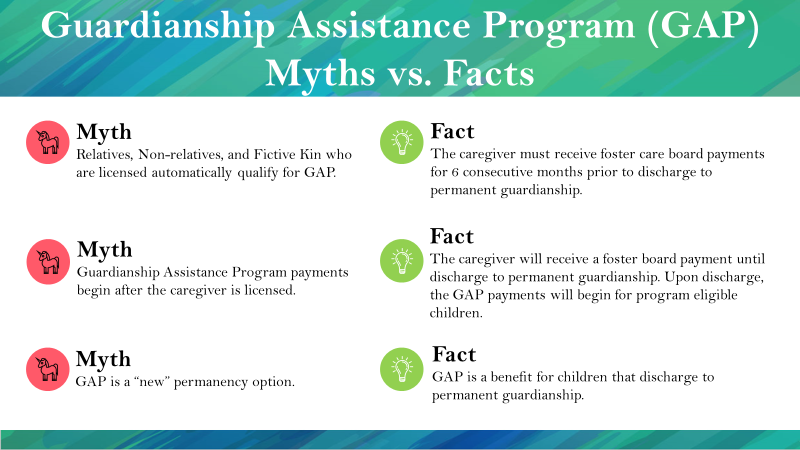 Guardianship Assistance Program (GAP)
Myths vs. Facts
Myth
Relatives, Non-relatives, and Fictive Kin who
are licensed automatically qualify for GAP.
Fact
The caregiver must receive foster care board payments
for 6 consecutive months prior to discharge to
permanent guardianship.
Myth
Guardianship Assistance Program payments
begin after the caregiver is licensed.
Fact
The caregiver will receive a foster board payment until
discharge to permanent guardianship. Upon discharge,
the GAP payments will begin for program eligible
children.
Myth
GAP is a “new” permanency option.
Fact
GAP is a benefit for children that discharge to
permanent guardianship.